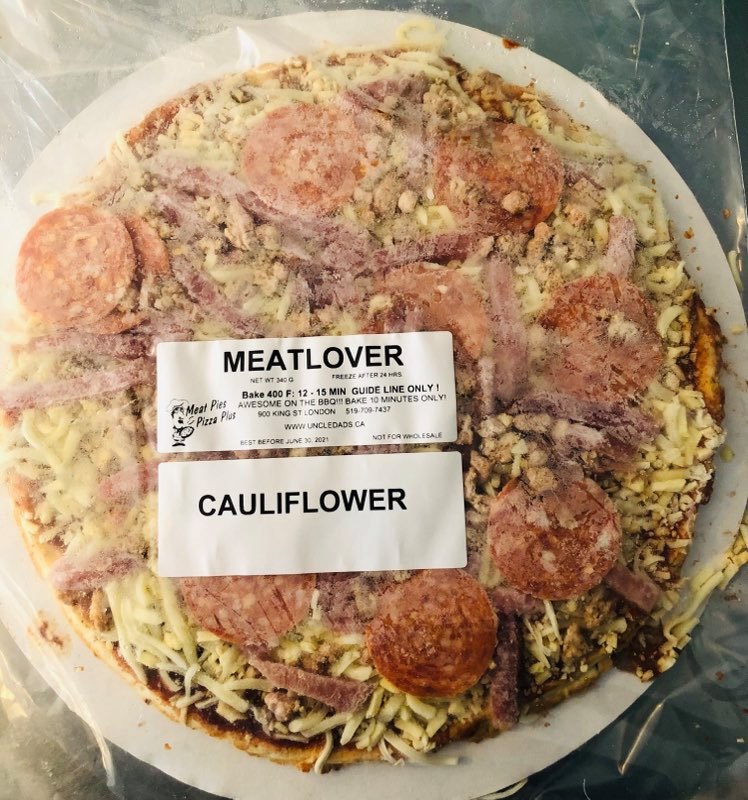 MEATLOVER
NET WT 340 G FREEZE AFTER 24 HRS
Bake 400 F: 12 - 15 MIN GUIDE LINE ONLY !
AWESOME ON THE BBQ!!! BAKE 10 MINUTES ONLY!
900 KING ST LONDON 519-709-7437
Meat Pies
Pizza Plus
WWW.UNCLEDADS.CA
BEST BEFORE JUNE 30, 2021 NOT FOR WHOLESALE
CAULIFLOWER